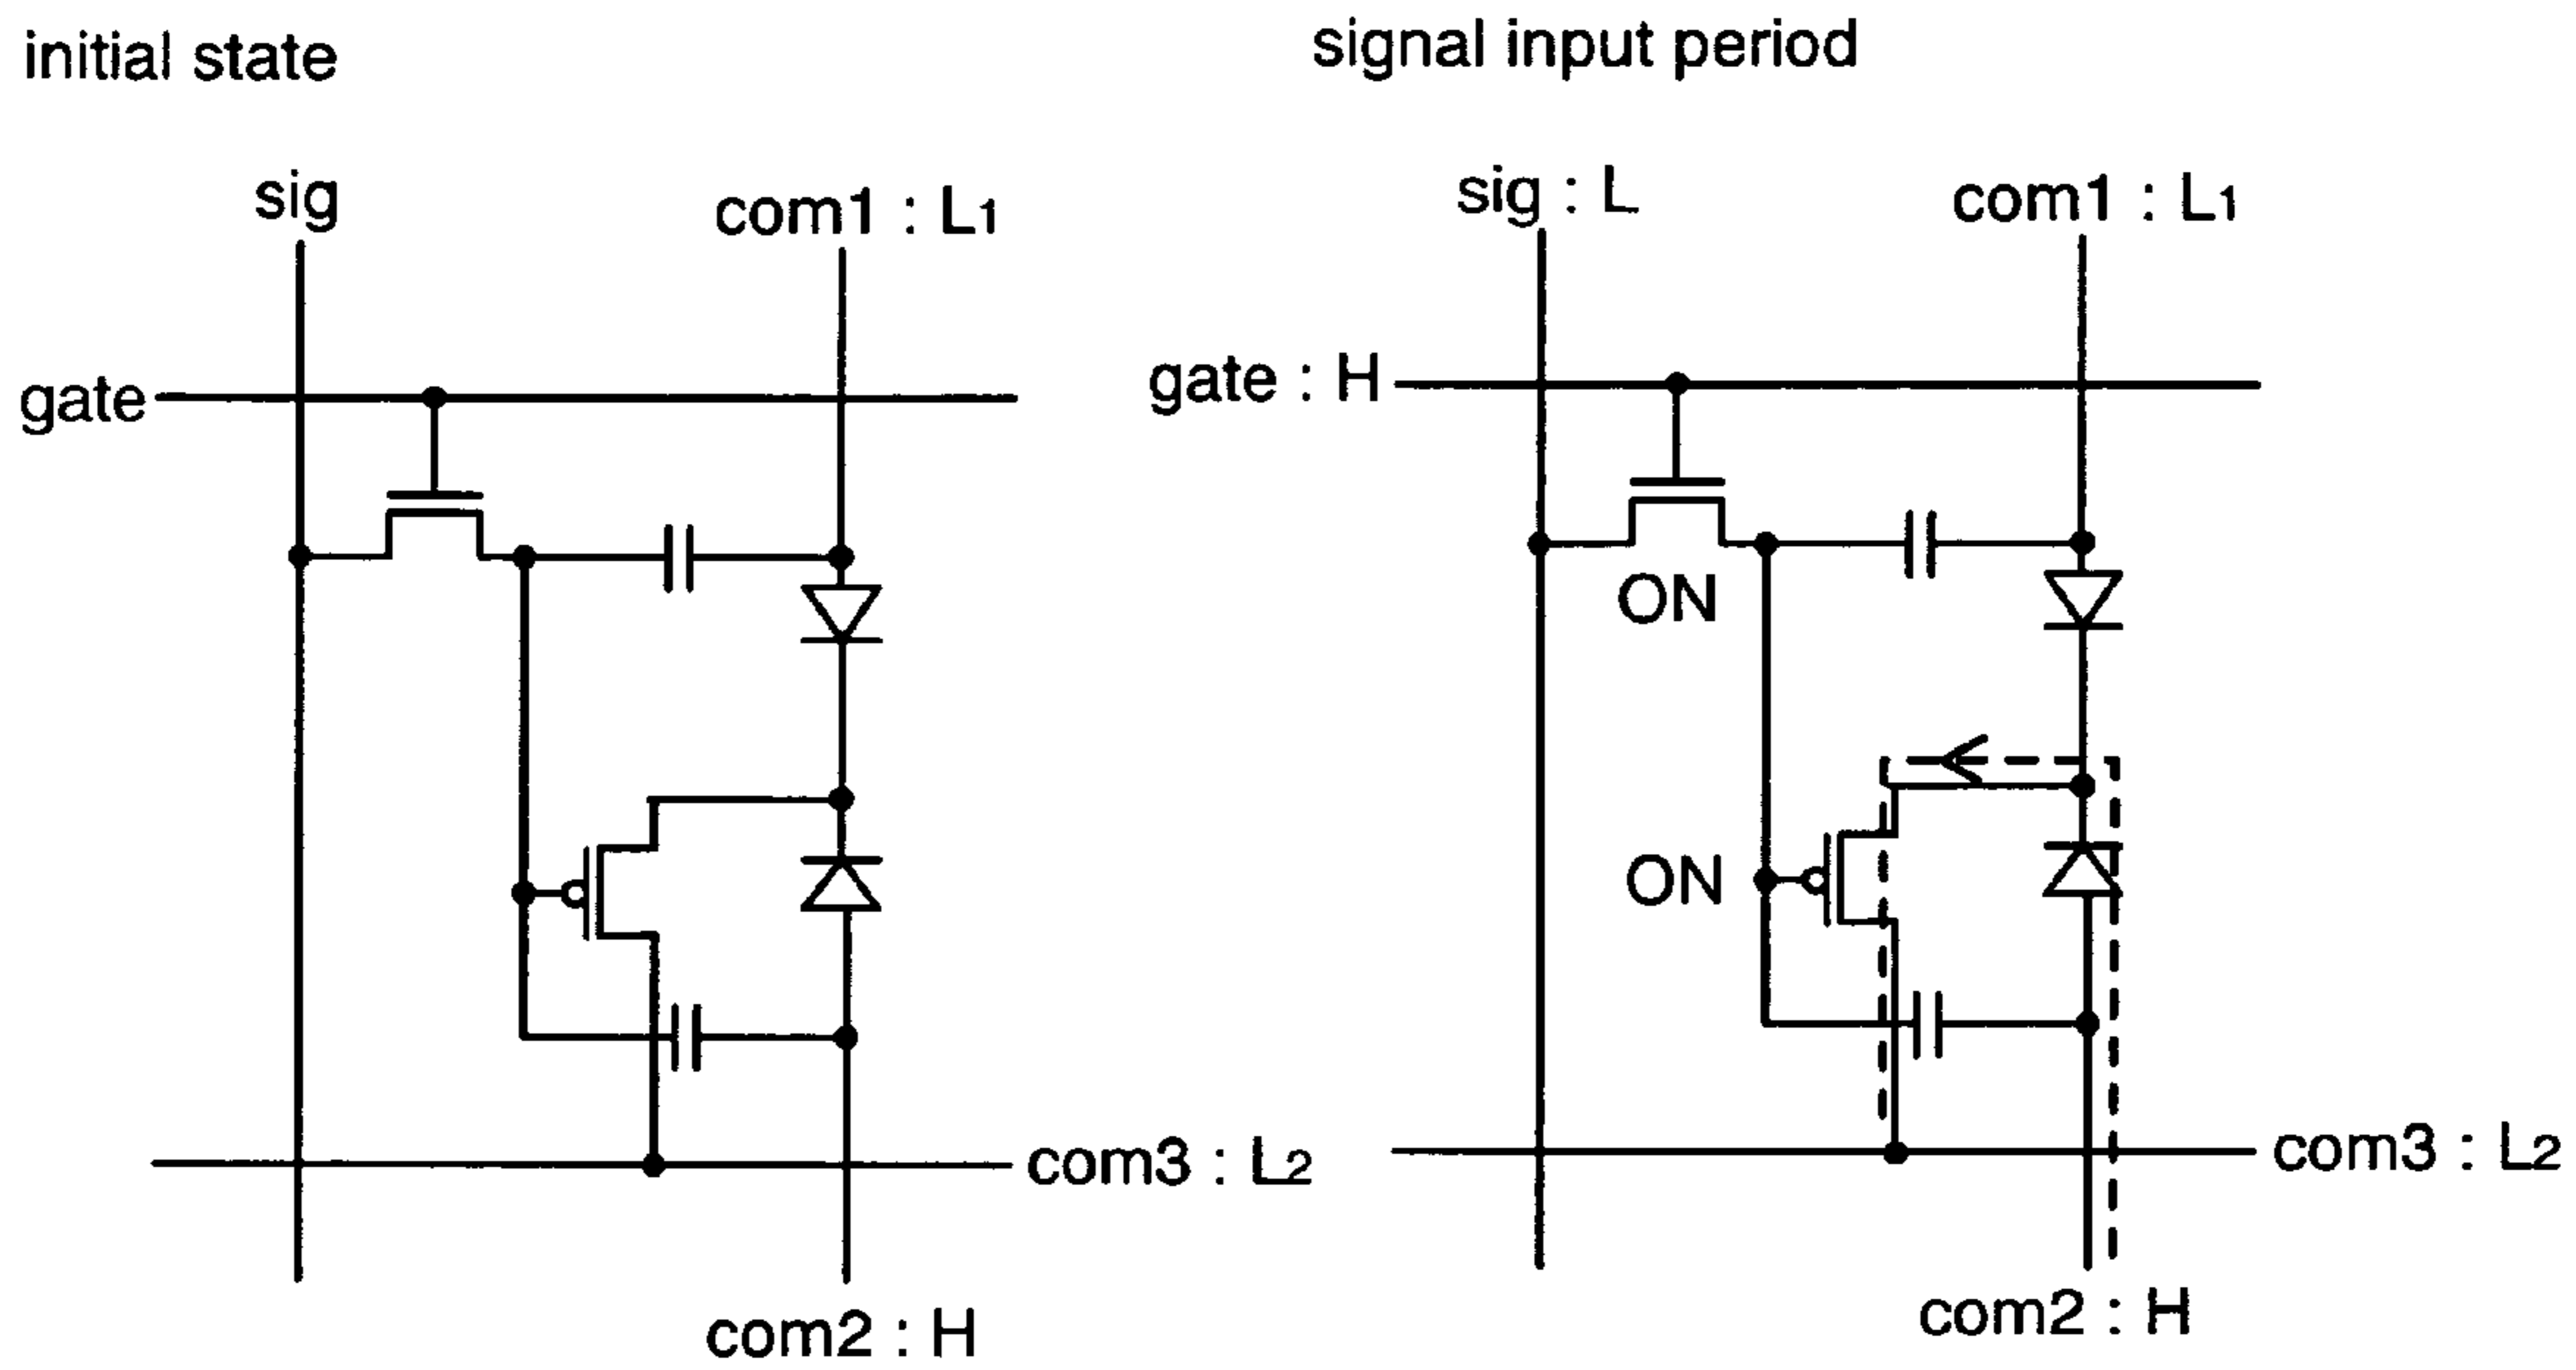 initial state
sig
com1 : L1
gate
com3 : L2
com2 : H
signal input period
sig : L
com1 : L1
gate : H
ON
ON
com3 : L2
com2 : H